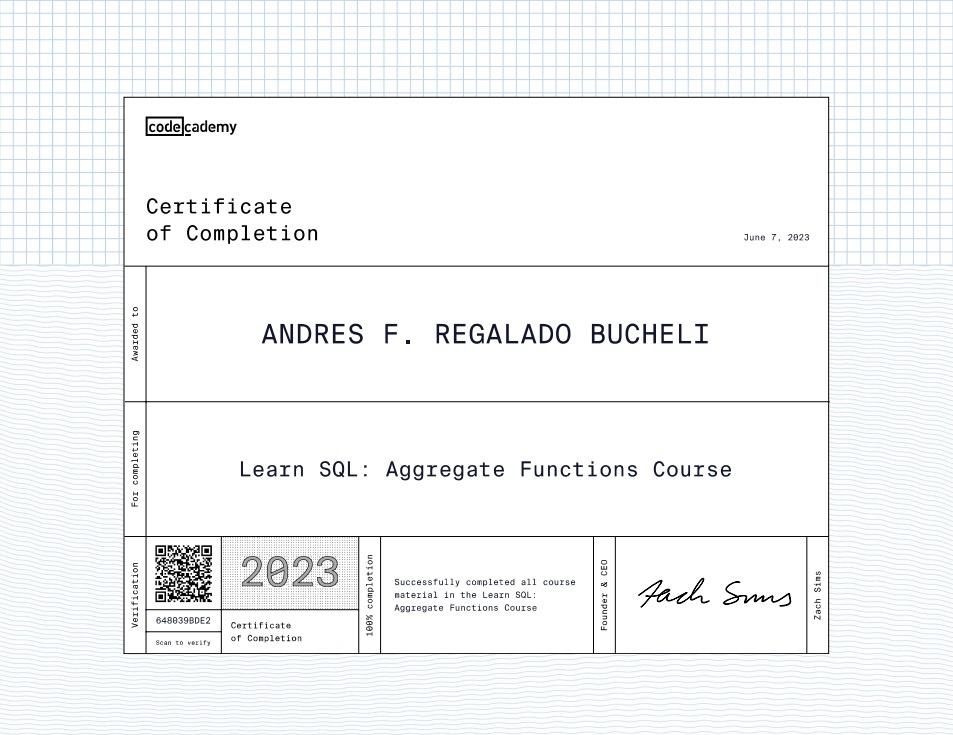 codecademy
Certificate
of Completion
June 7, 2023
Awarded to
ANDRES F. REGALADO BUCHELI
For completing
Learn SQL: Aggregate Functions Course
Verification
648039BDE2
Scan to verify
2023
Certificate
of Completion
100% completion
Successfully completed all course
material in the Learn SQL:
Aggregate Functions Course
Founder & CEO
Zach Sims
Zach Sims